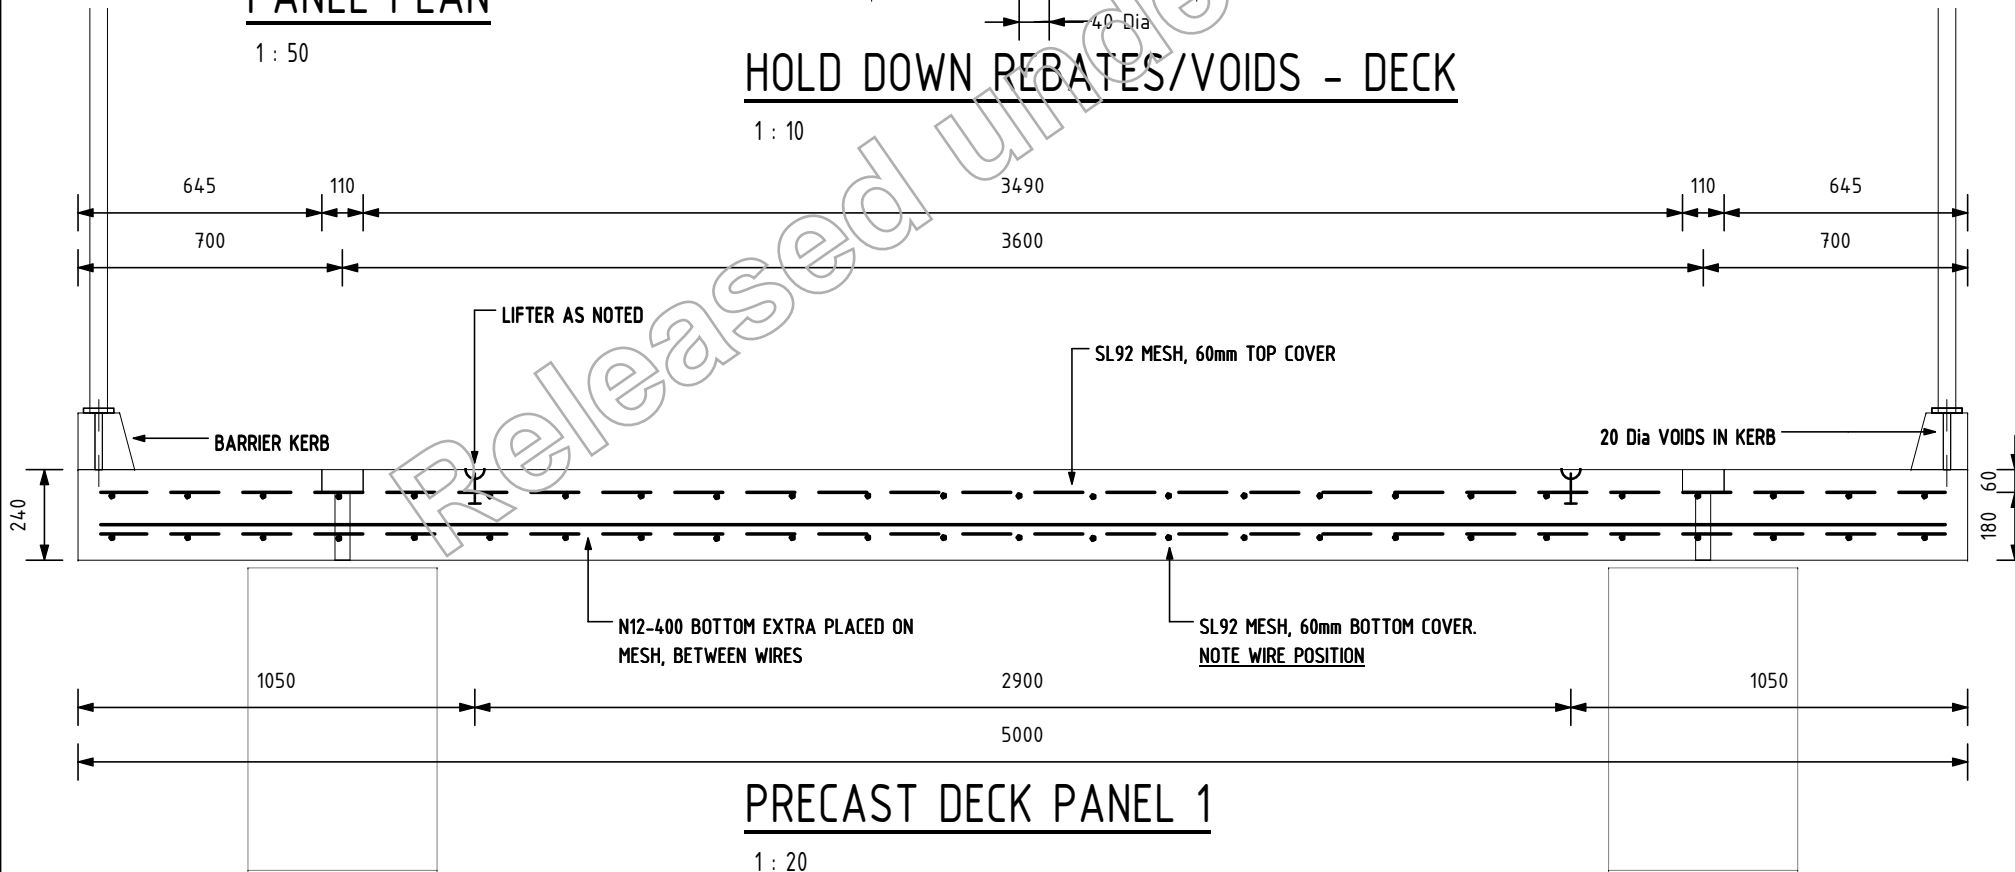 PANEL PLAN
1 : 50
40 Dia
HOLD DOWN REBATES/VOIDS - DECK
1 : 10
645
110
3490
110
645
700
3600
700
LIFTER AS NOTED
SL92 MESH, 60mm TOP COVER
BARRIER KERB
20 Dia VOIDS IN KERB
240
60
180
N12-400 BOTTOM EXTRA PLACED ON
MESH, BETWEEN WIRES
SL92 MESH, 60mm BOTTOM COVER.
NOTE WIRE POSITION
1050
2900
1050
5000
PRECAST DECK PANEL 1
1 : 20
Released unde